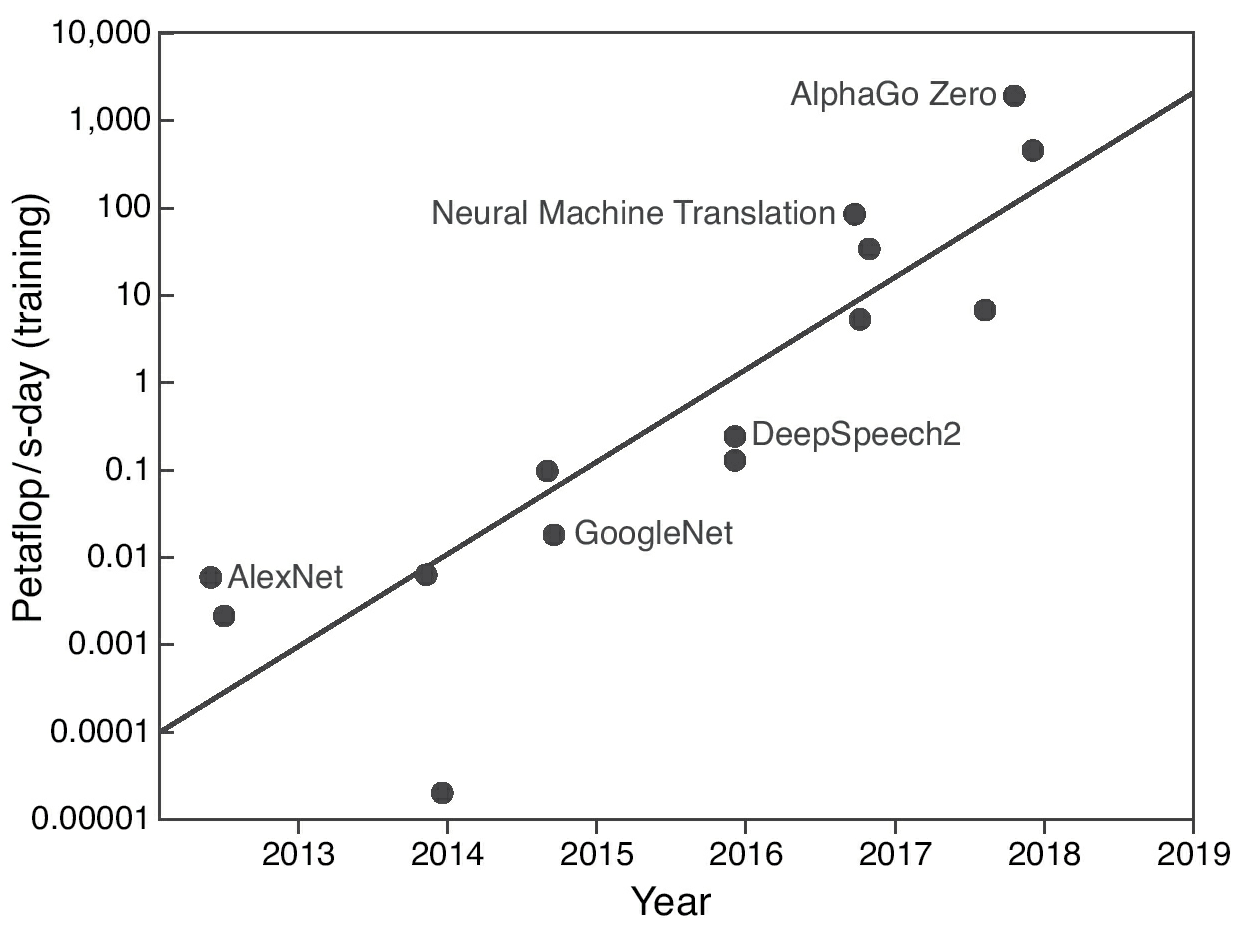 10,000
1,000
100
10
1
0.1
0.01
0.001
0.0001
0.00001
Petaflop/s-day (training)
AlphaGo Zero
Neural Machine Translation
DeepSpeech2
GoogleNet
AlexNet
2013 2014 2015 2016 2017 2018 2019
Year